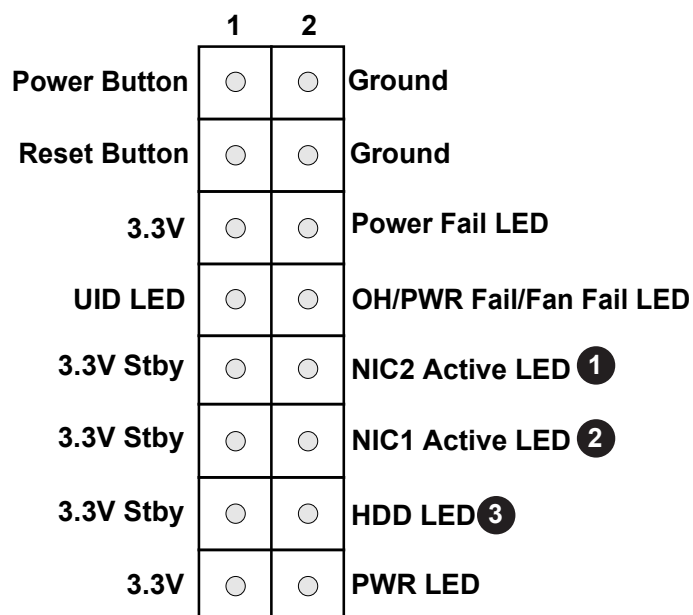 1 2
Power Button Ground
Reset Button Ground
3.3V Power Fail LED
UID LED OH/PWR Fail/Fan Fail LED
3.3V Stby NIC2 Active LED 1
3.3V Stby NIC1 Active LED 2
3.3V Stby HDD LED 3
3.3V PWR LED